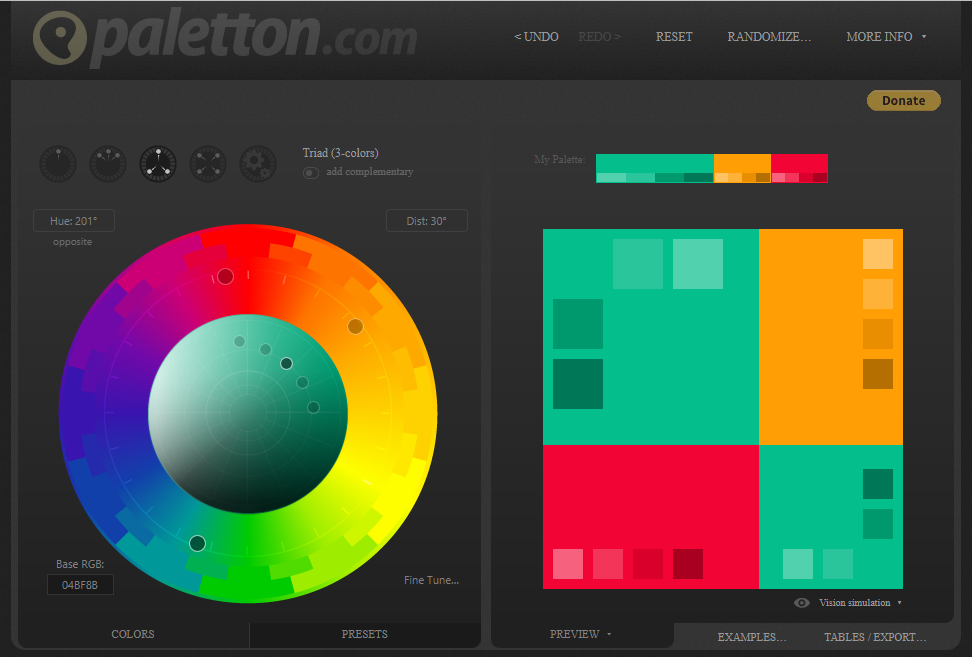 paletton.com
< UNDO REDO > RESET RANDOMIZE... MORE INFO
Donate
Triad (3-colors)
add complementary
My Palette:
Hue: 201°
opposite
Dist: 30°
Base RGB:
04BF8B
Fine Tune...
Vision simulation
COLORS PRESETS
PREVIEW EXAMPLES... TABLES / EXPORT...